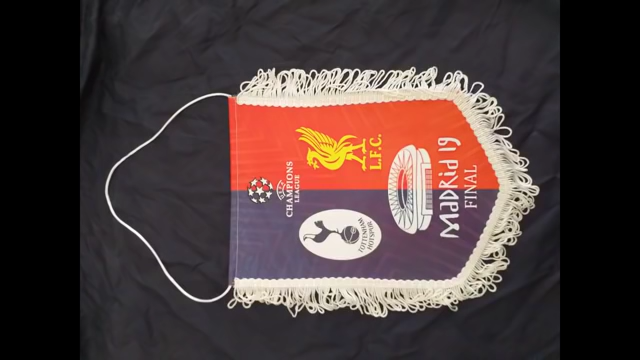 CHAMPIONS
LEAGUE
L.F.C.
TOTTENHAM
HOTSPUR
MADRID 19
FINAL